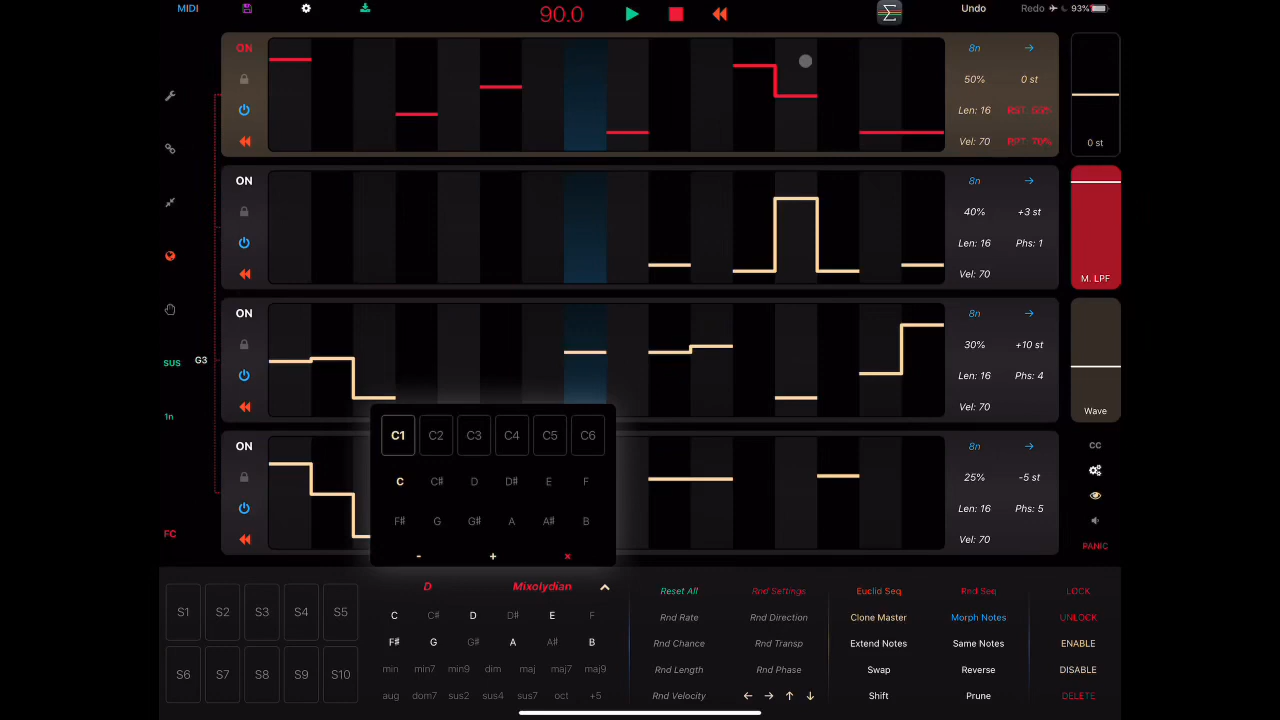 MIDI 90.0 Σ Undo Redo 93%
ON 8n →
50% 0 st
Len: 16
Vel: 70
0 st
ON 8n →
40% +3 st
Len: 16 Phs: 1
Vel: 70
M. LPF
ON 8n →
30% +10 st
SUS G3
Len: 16 Phs: 4
Vel: 70
Wave
1n
C1 C2 C3 C4 C5 C6
ON 8n →
CC
25% -5 st
C C# D D# E F
Len: 16 Phs: 5
F# G G# A A# B
FC
Vel: 70
PANIC
- + ×
D Mixolydian
S1 S2 S3 S4 S5
S6 S7 S8 S9 S10
C C# D D# E F
F# G G# A A# B
min min7 min9 dim maj maj7 maj9
aug dom7 sus2 sus4 sus7 oct +5
Reset All Rnd Settings
Rnd Rate Rnd Direction
Rnd Chance Rnd Transp
Rnd Length Rnd Phase
Rnd Velocity ← → ↑ ↓
Euclid Seq Rnd Seq LOCK
Clone Master Morph Notes UNLOCK
Extend Notes Same Notes ENABLE
Swap Reverse DISABLE
Shift Prune DELETE